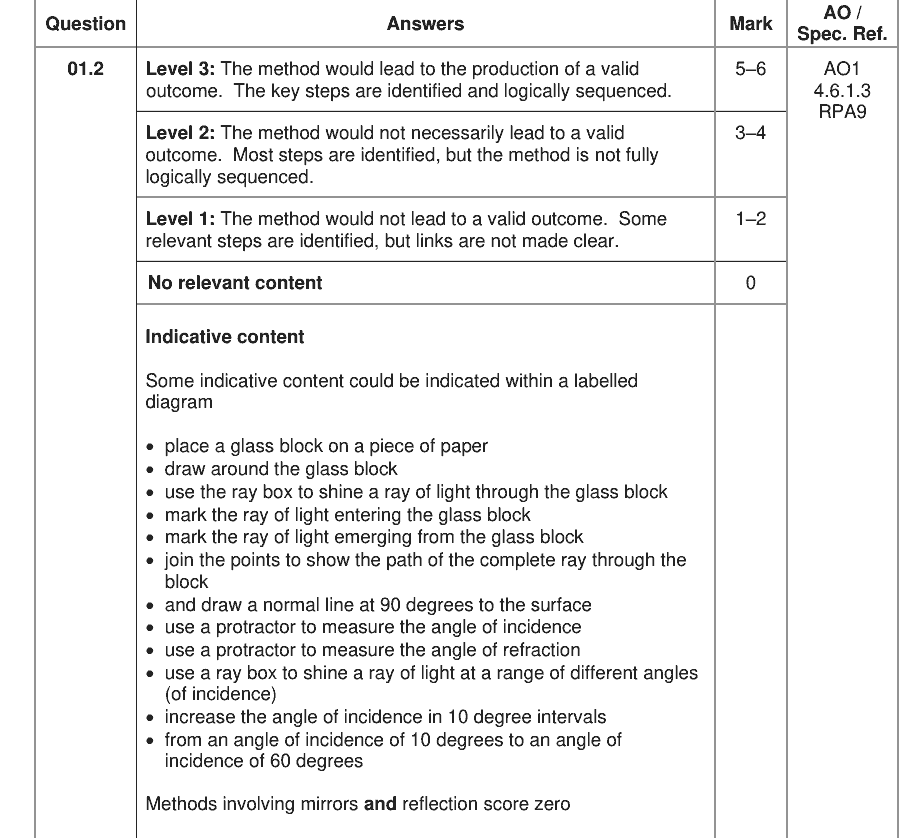 Question
Answers
Mark
AO /
Spec. Ref.
01.2
Level 3: The method would lead to the production of a valid
outcome.  The key steps are identified and logically sequenced.
5–6
AO1
4.6.1.3
RPA9
Level 2: The method would not necessarily lead to a valid
outcome.  Most steps are identified, but the method is not fully
logically sequenced.
3–4
Level 1: The method would not lead to a valid outcome.  Some
relevant steps are identified, but links are not made clear.
1–2
No relevant content
0
Indicative content
Some indicative content could be indicated within a labelled
diagram
• place a glass block on a piece of paper
• draw around the glass block
• use the ray box to shine a ray of light through the glass block
• mark the ray of light entering the glass block
• mark the ray of light emerging from the glass block
• join the points to show the path of the complete ray through the
block
• and draw a normal line at 90 degrees to the surface
• use a protractor to measure the angle of incidence
• use a protractor to measure the angle of refraction
• use a ray box to shine a ray of light at a range of different angles
(of incidence)
• increase the angle of incidence in 10 degree intervals
• from an angle of incidence of 10 degrees to an angle of
incidence of 60 degrees
Methods involving mirrors and reflection score zero